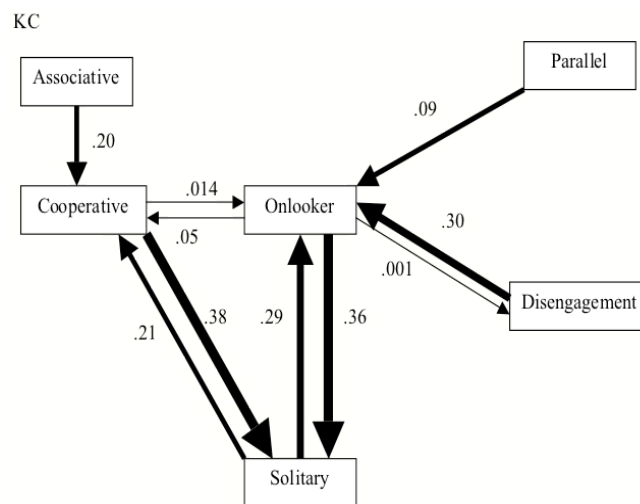 KC
Associative
Parallel
.09
.20
Cooperative
.014
Onlooker
.05
.30
.001
Disengagement
.21
.38
.29
.36
Solitary